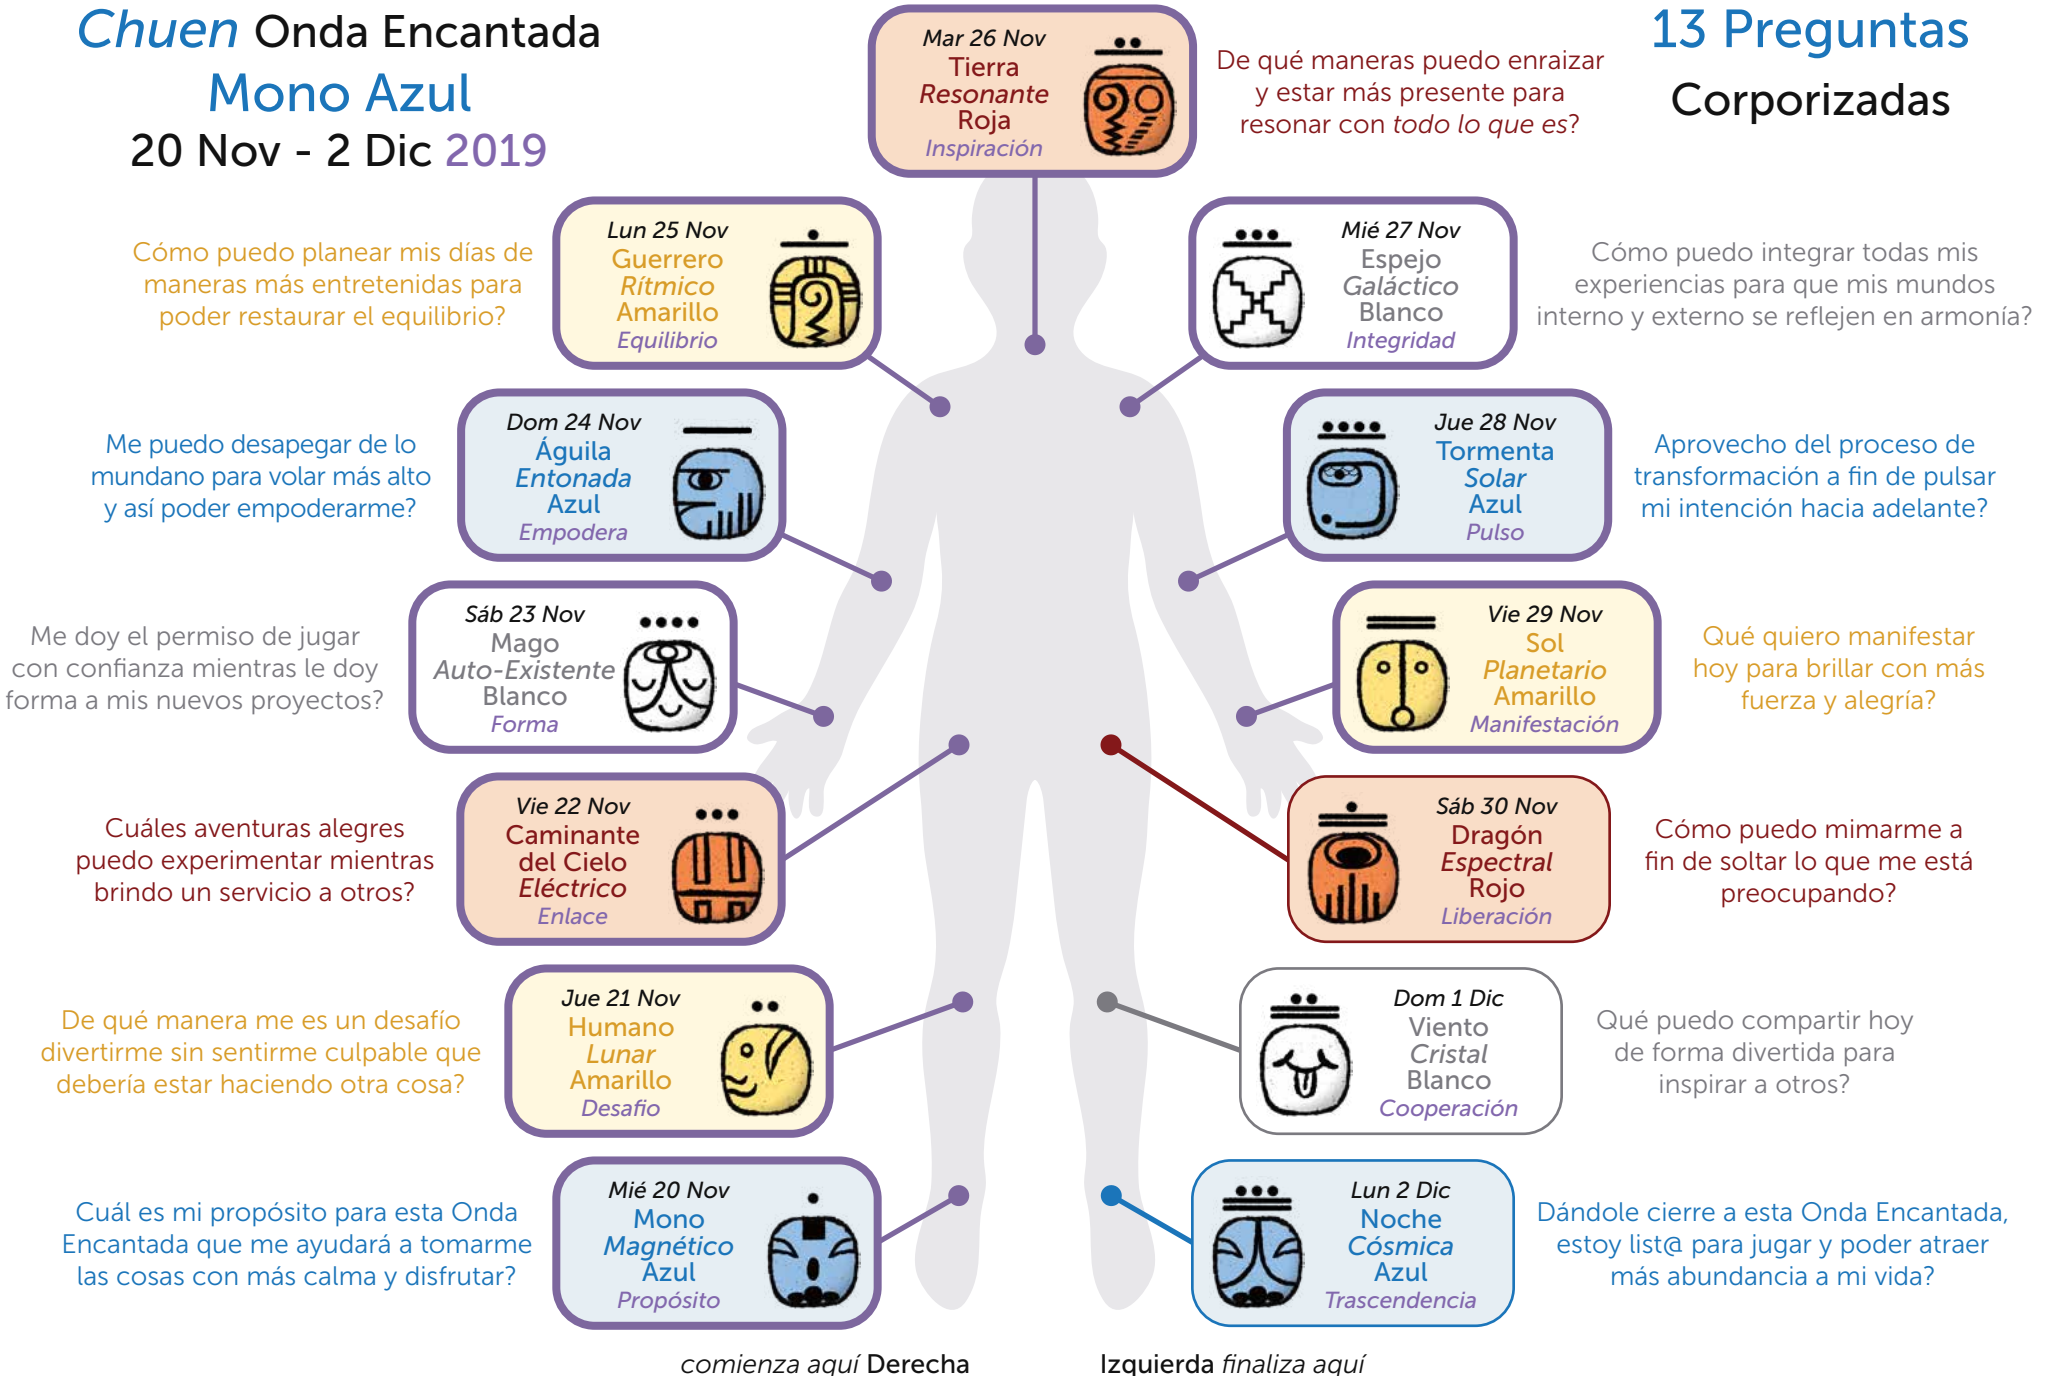 Chuen Onda Encantada
Mono Azul
20 Nov - 2 Dic 2019
13 Preguntas
Corporizadas
Mar 26 Nov
Tierra
Resonante
Roja
Inspiración
De qué maneras puedo enraizar
y estar más presente para
resonar con todo lo que es?
Cómo puedo planear mis días de
maneras más entretenidas para
poder restaurar el equilibrio?
Lun 25 Nov
Guerrero
Rítmico
Amarillo
Equilibrio
Mié 27 Nov
Espejo
Galáctico
Blanco
Integridad
Cómo puedo integrar todas mis
experiencias para que mis mundos
interno y externo se reflejen en armonía?
Me puedo desapegar de lo
mundano para volar más alto
y así poder empoderarme?
Dom 24 Nov
Águila
Entonada
Azul
Empodera
Jue 28 Nov
Tormenta
Solar
Azul
Pulso
Aprovecho del proceso de
transformación a fin de pulsar
mi intención hacia adelante?
Me doy el permiso de jugar
con confianza mientras le doy
forma a mis nuevos proyectos?
Sáb 23 Nov
Mago
Auto-Existente
Blanco
Forma
Vie 29 Nov
Sol
Planetario
Amarillo
Manifestación
Qué quiero manifestar
hoy para brillar con más
fuerza y alegría?
Cuáles aventuras alegres
puedo experimentar mientras
brindo un servicio a otros?
Vie 22 Nov
Caminante
del Cielo
Eléctrico
Enlace
Sáb 30 Nov
Dragón
Espectral
Rojo
Liberación
Cómo puedo mimarme a
fin de soltar lo que me está
preocupando?
De qué manera me es un desafío
divertirme sin sentirme culpable que
debería estar haciendo otra cosa?
Jue 21 Nov
Humano
Lunar
Amarillo
Desafio
Dom 1 Dic
Viento
Cristal
Blanco
Cooperación
Qué puedo compartir hoy
de forma divertida para
inspirar a otros?
Cuál es mi propósito para esta Onda
Encantada que me ayudará a tomarme
las cosas con más calma y disfrutar?
Mié 20 Nov
Mono
Magnético
Azul
Propósito
Lun 2 Dic
Noche
Cósmica
Azul
Trascendencia
Dándole cierre a esta Onda Encantada,
estoy list@ para jugar y poder atraer
más abundancia a mi vida?
comienza aquí Derecha
Izquierda finaliza aquí